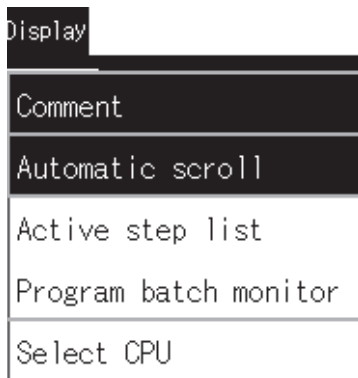 Display
Comment
Automatic scroll
Active step list
Program batch monitor
Select CPU